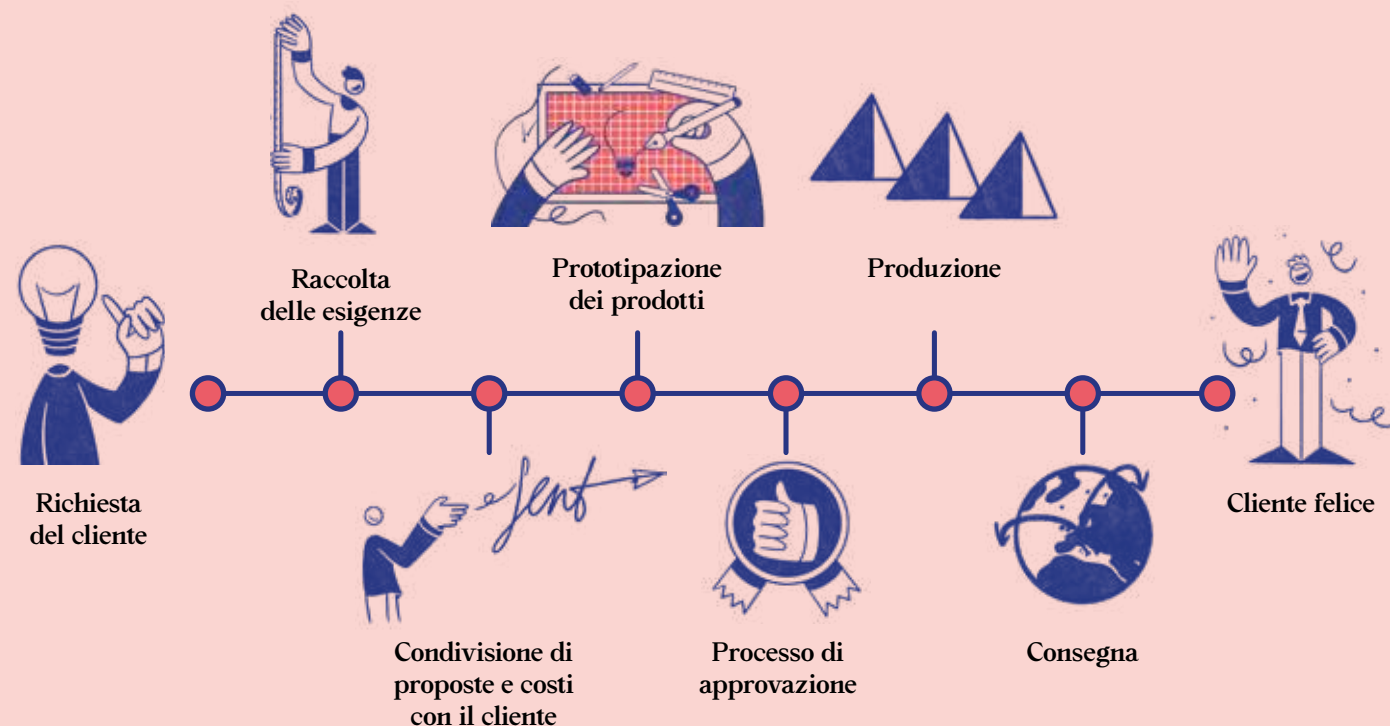 Richiesta
del cliente
Raccolta
delle esigenze
Condivisione di
proposte e costi
con il cliente
Prototipazione
dei prodotti
Processo di
approvazione
Produzione
Consegna
Cliente felice
sent